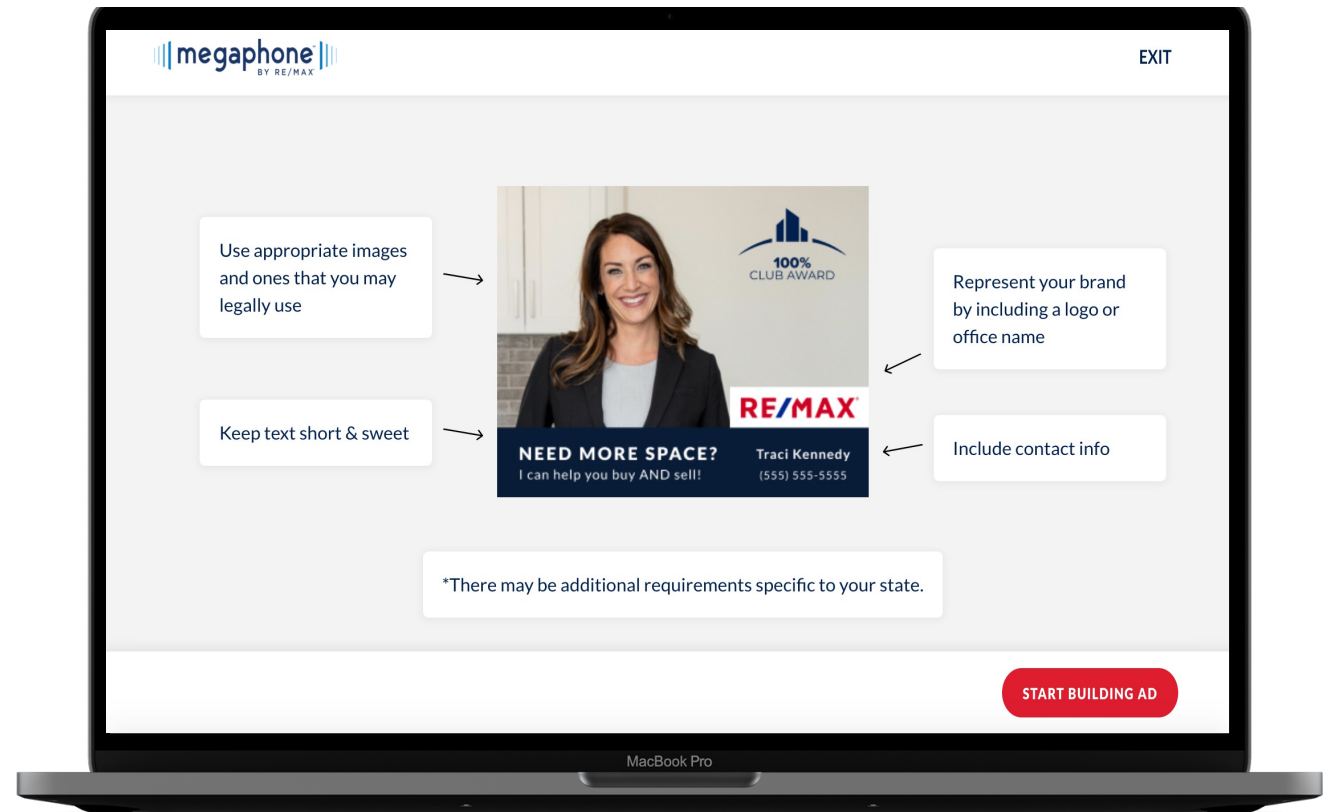 megaphone
BY RE/MAX
EXIT
Use appropriate images
and ones that you may
legally use
Keep text short & sweet
100%
CLUB AWARD
RE/MAX
NEED MORE SPACE?
I can help you buy AND sell!
Traci Kennedy
(555) 555-5555
Represent your brand
by including a logo or
office name
Include contact info
*There may be additional requirements specific to your state.
START BUILDING AD
MacBook Pro